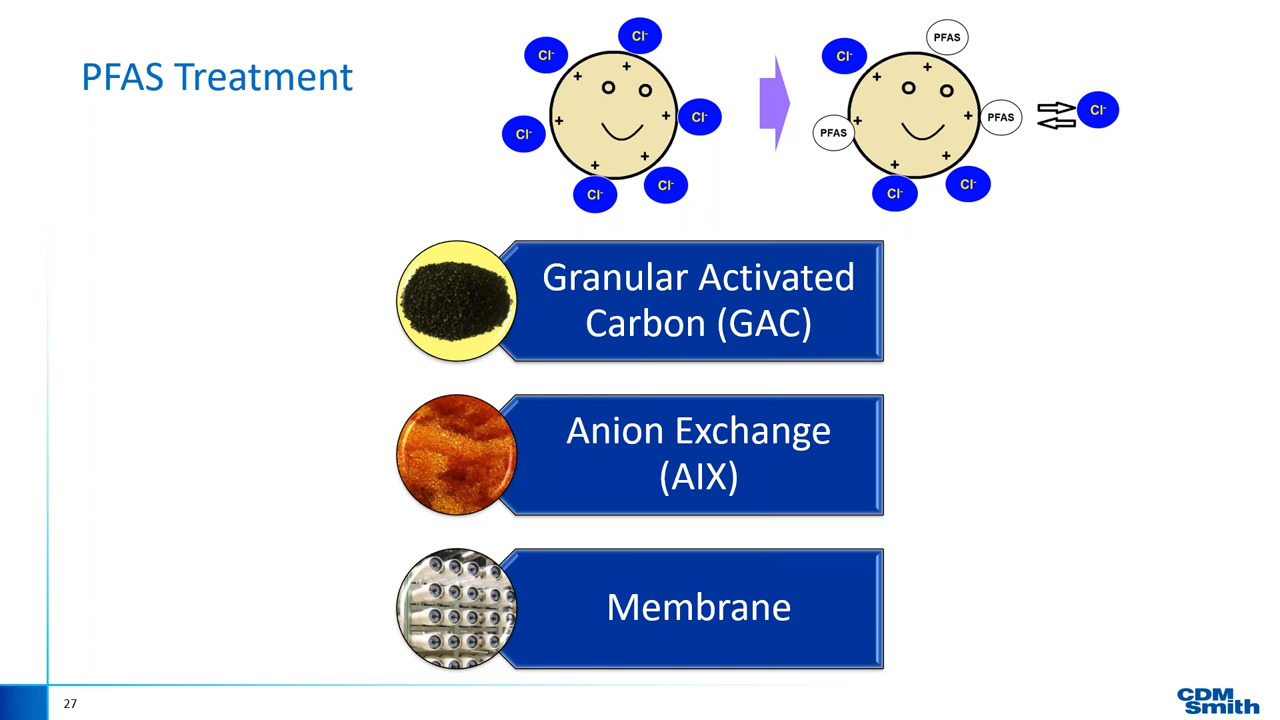 PFAS Treatment
Cl-
Cl-
Cl-
Cl-
Cl-
Cl-
+
+
+
+
+
+
Cl-
PFAS
PFAS
PFAS
Cl-
Cl-
Cl-
+
+
+
+
+
+
Granular Activated
Carbon (GAC)
Anion Exchange
(AIX)
Membrane
27
CDM
Smith